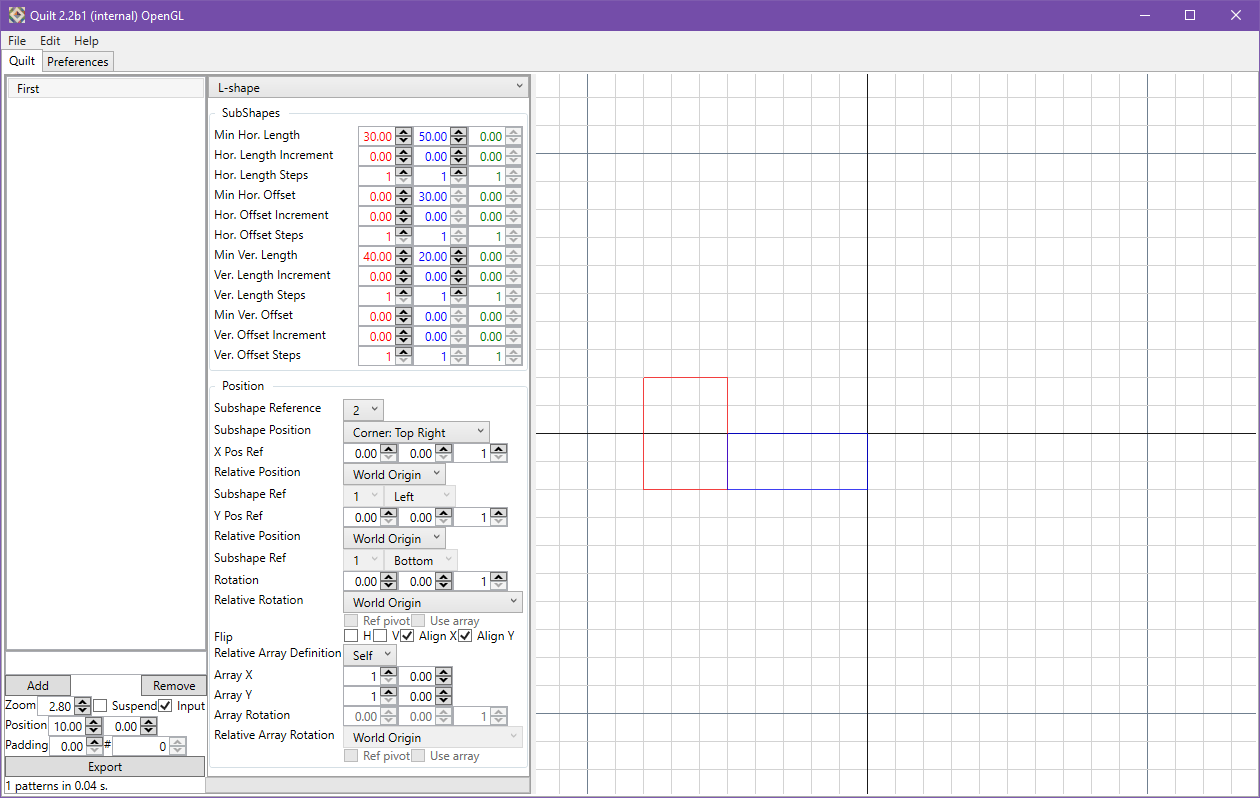 Quilt 2.2b1 (internal) OpenGL
File Edit Help
Quilt Preferences
First
L-shape
SubShapes
Min Hor. Length 30.00 50.00 0.00
Hor. Length Increment 0.00 0.00 0.00
Hor. Length Steps 1 1 1
Min Hor. Offset 0.00 30.00 0.00
Hor. Offset Increment 0.00 0.00 0.00
Hor. Offset Steps 1 1 1
Min Ver. Length 40.00 20.00 0.00
Ver. Length Increment 0.00 0.00 0.00
Ver. Length Steps 1 1 1
Min Ver. Offset 0.00 0.00 0.00
Ver. Offset Increment 0.00 0.00 0.00
Ver. Offset Steps 1 1 1
Position
Subshape Reference 2
Subshape Position Corner: Top Right
X Pos Ref 0.00 0.00 1
Relative Position World Origin
Subshape Ref 1 Left
Y Pos Ref 0.00 0.00 1
Relative Position World Origin
Subshape Ref 1 Bottom
Rotation 0.00 0.00 1
Relative Rotation World Origin
Ref pivot Use array
Flip H V Align X Align Y
Relative Array Definition Self
Array X 1 0.00
Array Y 1 0.00
Array Rotation 0.00 0.00 1
Relative Array Rotation World Origin
Ref pivot Use array
Add Remove
Zoom 2.80 Suspend Input
Position 10.00 0.00
Padding 0.00 # 0
Export
1 patterns in 0.04 s.